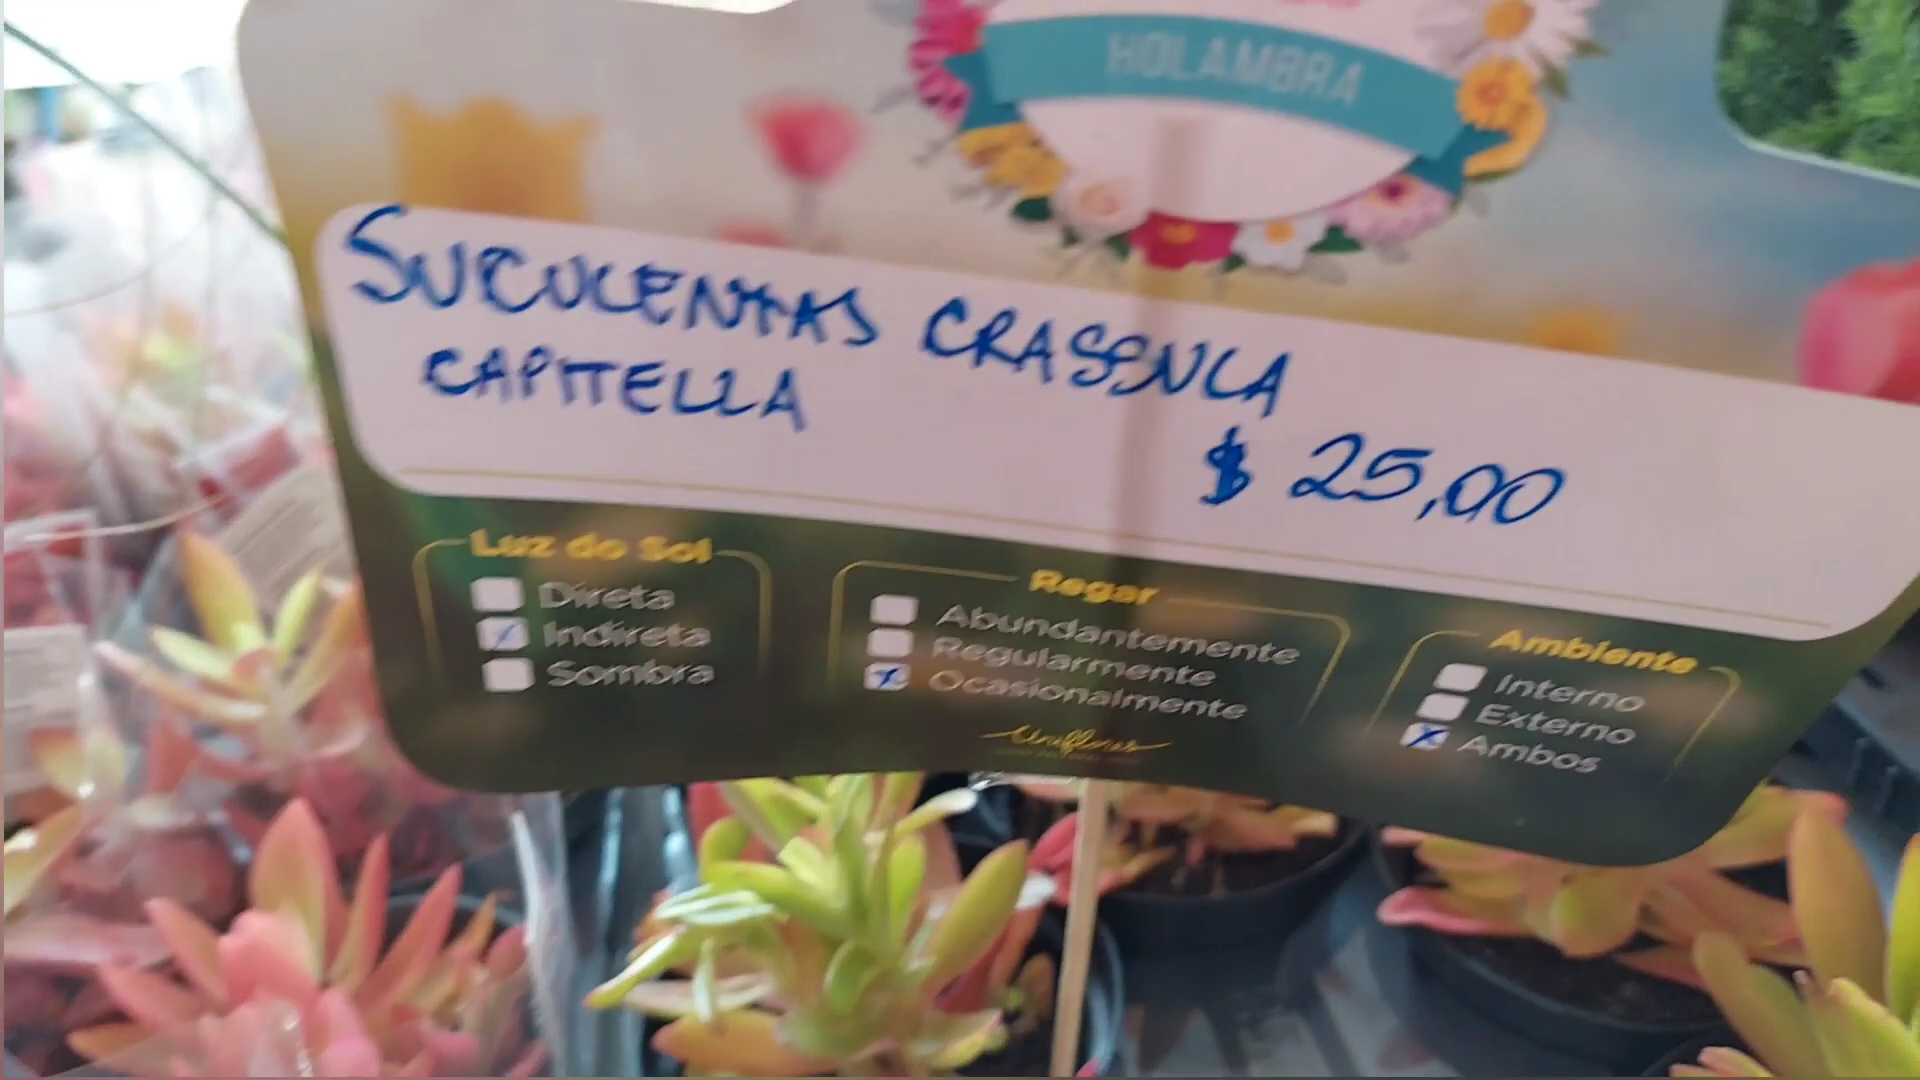 HOLAMBRA
SUCULENTAS CRASSULA
CAPITELLA
$ 25,00
Luz do Sol
Direta
Indireta
Sombra
Regar
Abundantemente
Regularmente
Ocasionalmente
Ambiente
Interno
Externo
Ambos
Uniflores